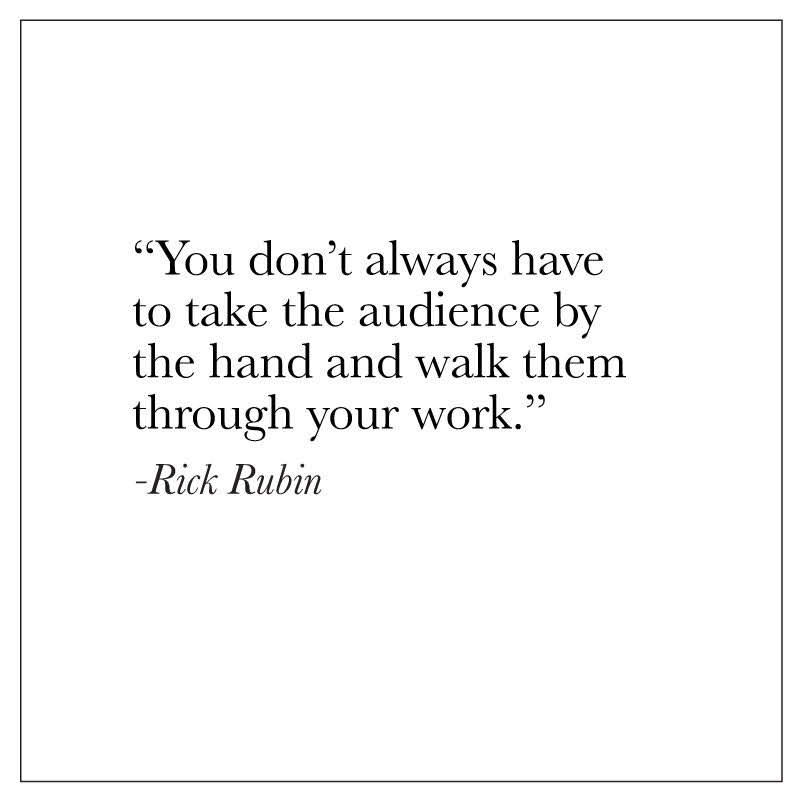 “You don’t always have
to take the audience by
the hand and walk them
through your work.”
-Rick Rubin